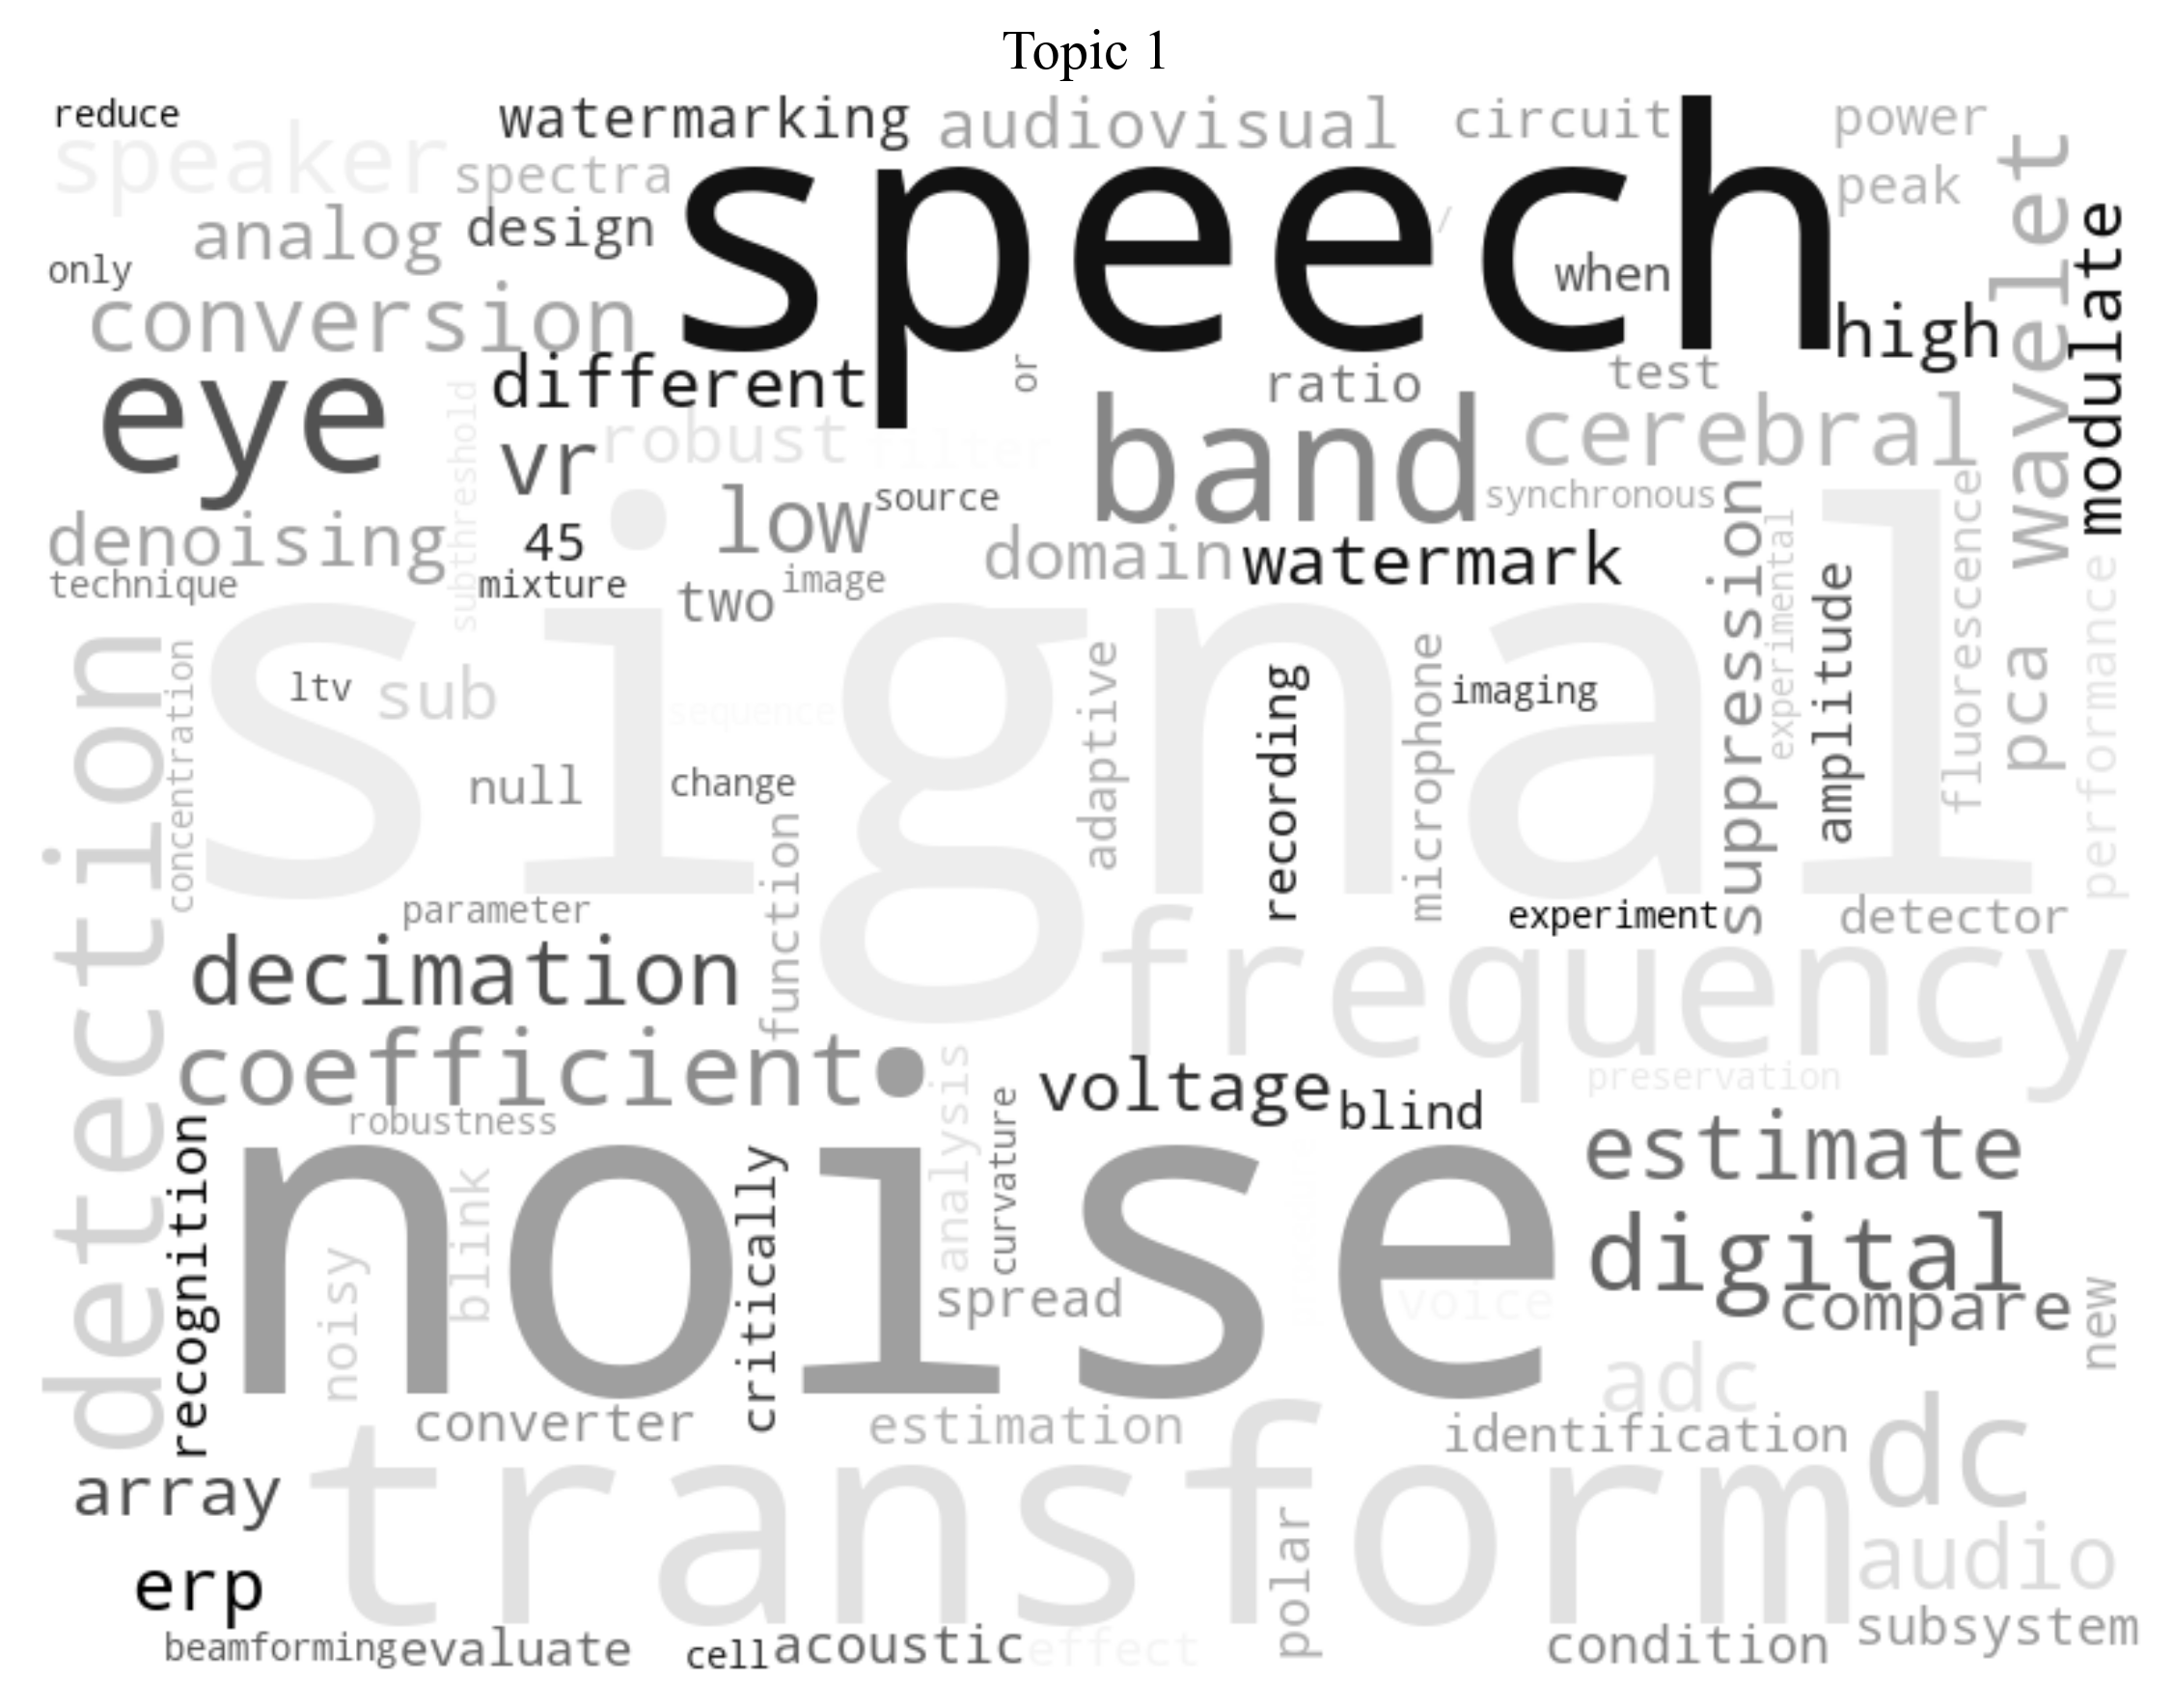 Topic 1
reduce
watermarking
audiovisual
circuit
power
speaker
spectra
speech
peak
analog
design
/
wavelet
modulate
only
when
conversion
high
different
or
ratio
test
eye
subthreshold
vr
robust
filter
band
cerebral
low
source
synchronous
denoising
45
domain
watermark
suppression
experimental
fluorescence
technique
mixture
two
image
amplitude
performance
signal
detection
concentration
ltv
sub
sequence
adaptive
recording
microphone
imaging
pca
null
change
function
parameter
experiment
detector
decimation
frequency
coefficient
analysis
curvature
voltage
blind
preservation
robustness
recognition
noise
noisy
blink
critically
estimate
spread
voice
digital
compare
new
adc
converter
estimation
identification
dc
array
transform
polar
audio
erp
subsystem
beamforming
evaluate
cell
acoustic
effect
condition